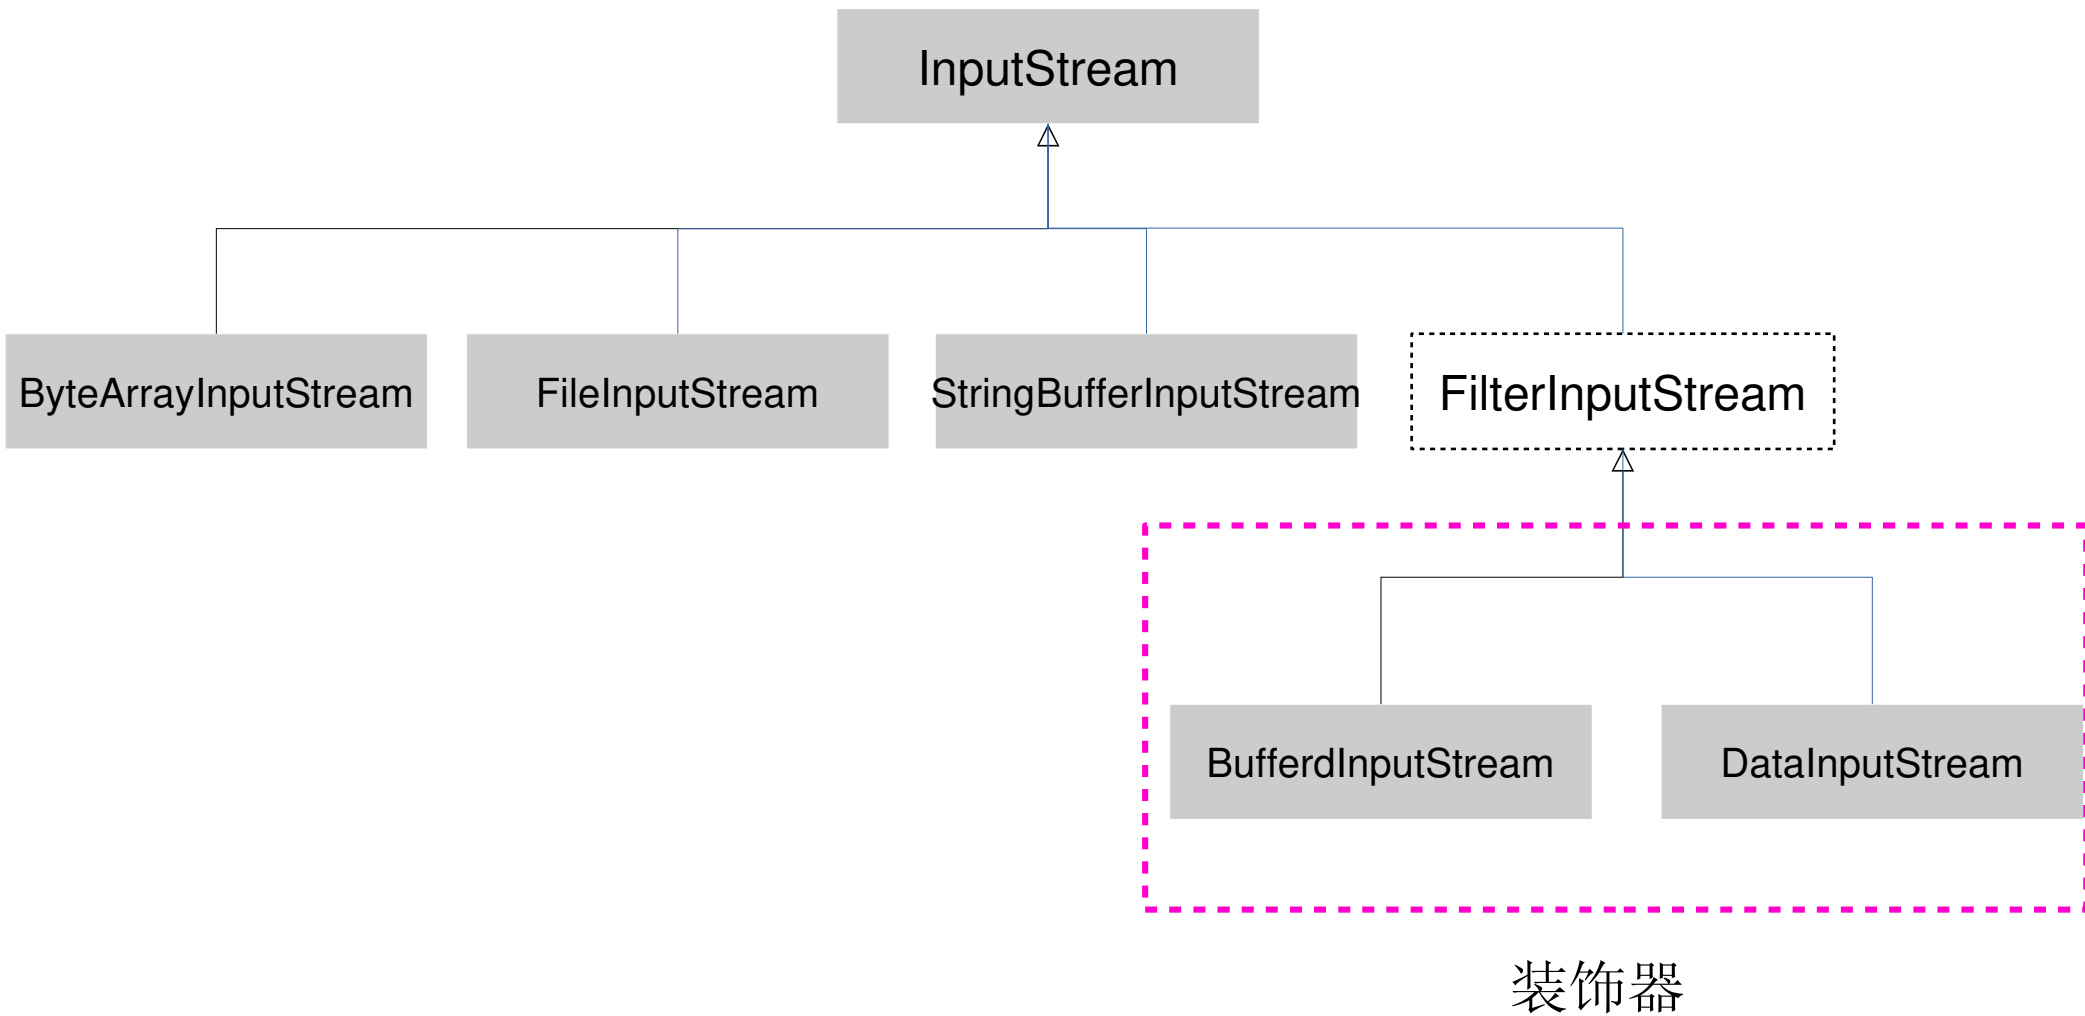 InputStream
ByteArrayInputStream
FileInputStream
StringBufferInputStream
FilterInputStream
BufferdInputStream
DataInputStream
装饰器